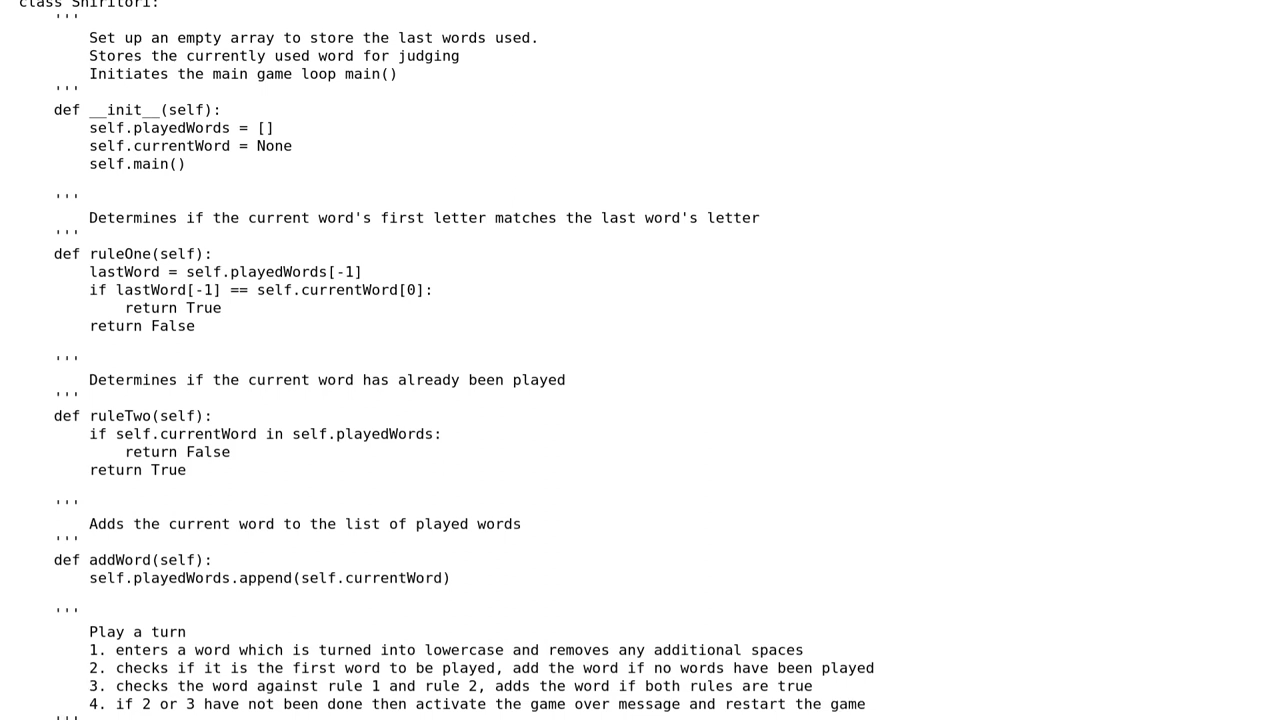 class Shiritori:
    '''
        Set up an empty array to store the last words used.
        Stores the currently used word for judging
        Initiates the main game loop main()
    '''
    def __init__(self):
        self.playedWords = []
        self.currentWord = None
        self.main()

    '''
        Determines if the current word's first letter matches the last word's letter
    '''
    def ruleOne(self):
        lastWord = self.playedWords[-1]
        if lastWord[-1] == self.currentWord[0]:
            return True
        return False

    '''
        Determines if the current word has already been played
    '''
    def ruleTwo(self):
        if self.currentWord in self.playedWords:
            return False
        return True

    '''
        Adds the current word to the list of played words
    '''
    def addWord(self):
        self.playedWords.append(self.currentWord)

    '''
        Play a turn
        1. enters a word which is turned into lowercase and removes any additional spaces
        2. checks if it is the first word to be played, add the word if no words have been played
        3. checks the word against rule 1 and rule 2, adds the word if both rules are true
        4. if 2 or 3 have not been done then activate the game over message and restart the game
    '''